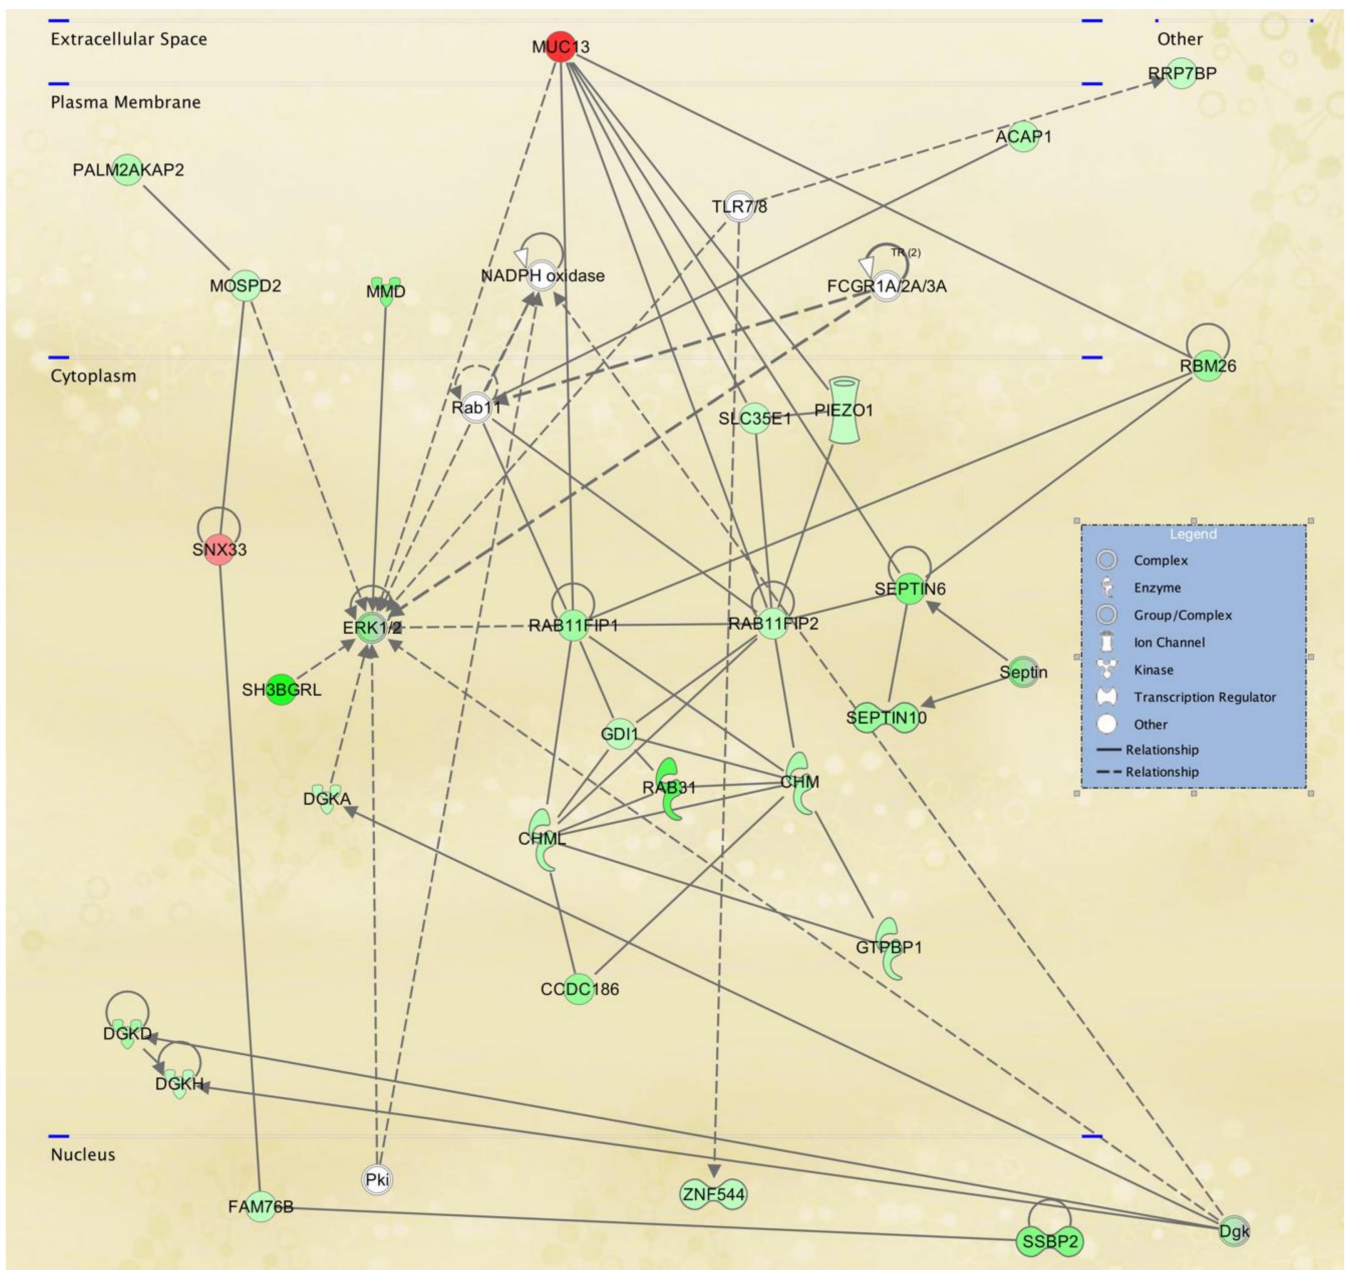 Extracellular Space
MUC13
Other
RRP7BP
Plasma Membrane
ACAP1
PALM2AKAP2
TLR7/8
TR (2)
NADPH oxidase
MOSPD2
MMD
FCGR1A/2A/3A
RBM26
Cytoplasm
Rab11
SLC35E1
PIEZO1
SNX33
SEPTIN6
ERK1/2
RAB11FIP1
RAB11FIP2
SH3BGRL
Septin
SEPTIN10
GDI1
RAB31
CHM
DGKA
CHML
GTPBP1
CCDC186
DGKD
DGKH
Nucleus
Pki
ZNF544
FAM76B
SSBP2
Dgk
Legend
Complex
Enzyme
Group/Complex
Ion Channel
Kinase
Transcription Regulator
Other
Relationship
Relationship